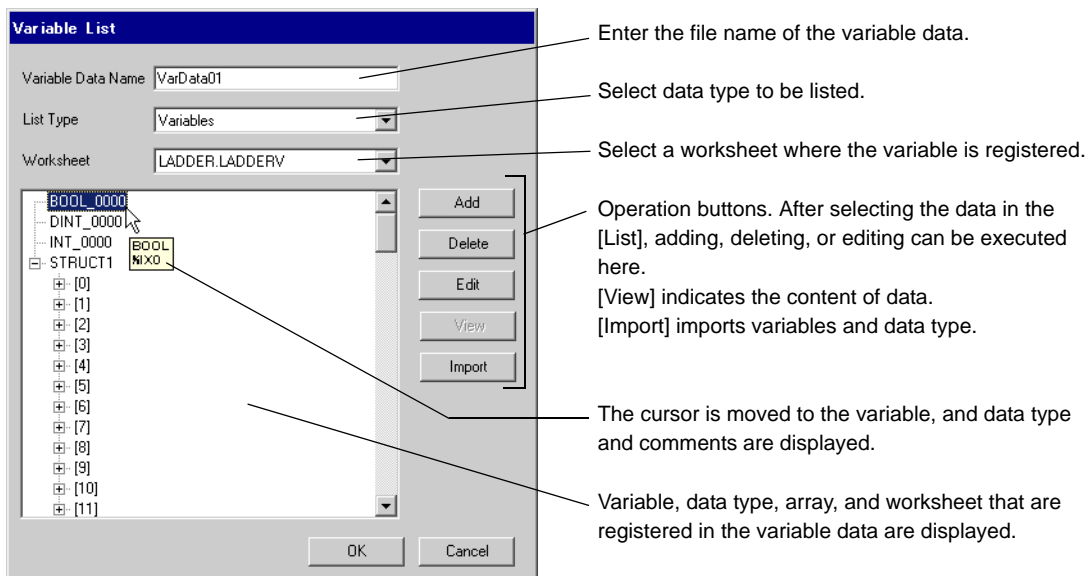 Variable List
Variable Data Name VarData01
List Type Variables
Worksheet LADDER.LADDERV
BOOL_0000
DINT_0000
INT_0000
BOOL
%IX0
STRUCT1
[0]
[1]
[2]
[3]
[4]
[5]
[6]
[7]
[8]
[9]
[10]
[11]
Add
Delete
Edit
View
Import
OK Cancel
Enter the file name of the variable data.
Select data type to be listed.
Select a worksheet where the variable is registered.
Operation buttons. After selecting the data in the
[List], adding, deleting, or editing can be executed
here.
[View] indicates the content of data.
[Import] imports variables and data type.
The cursor is moved to the variable, and data type
and comments are displayed.
Variable, data type, array, and worksheet that are
registered in the variable data are displayed.